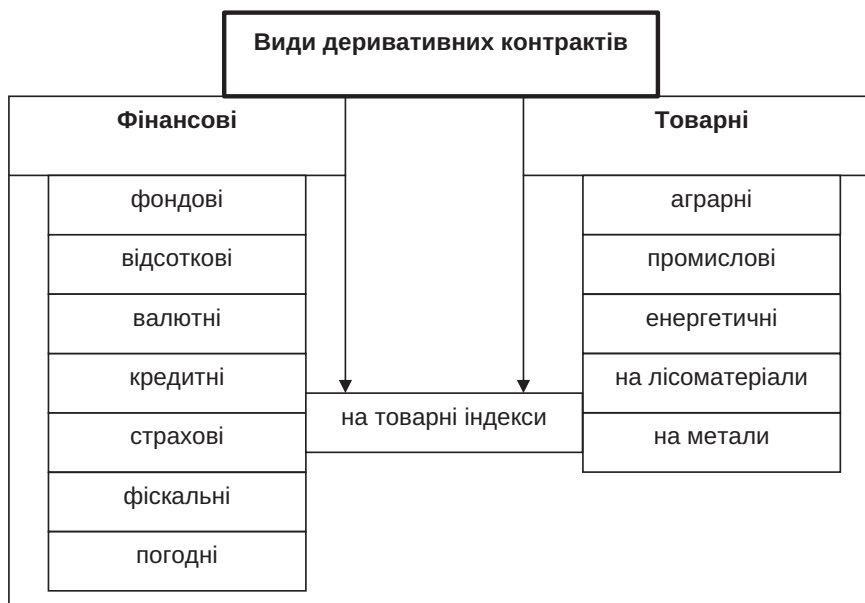 Види деривативних контрактів
Фінансові
Товарні
фондові
відсоткові
валютні
кредитні
страхові
фіскальні
погодні
на товарні індекси
аграрні
промислові
енергетичні
на лісоматеріали
на метали